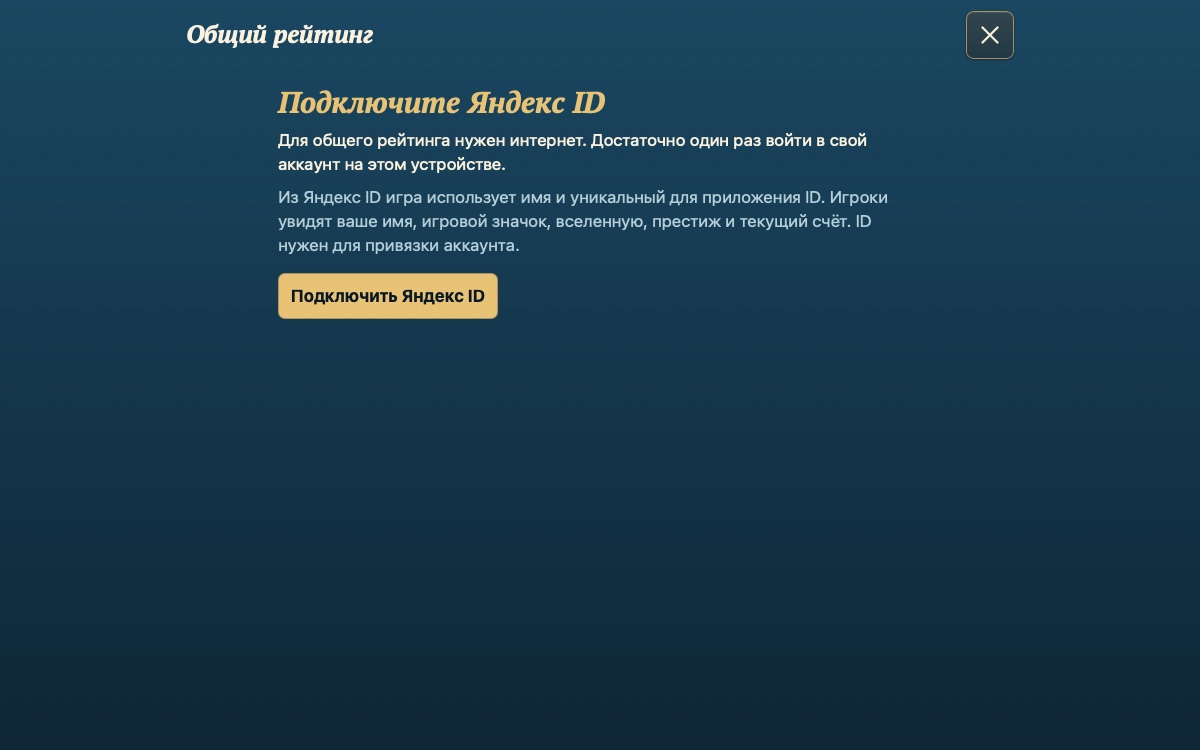 Общий рейтинг
Подключите Яндекс ID
Для общего рейтинга нужен интернет. Достаточно один раз войти в свой
аккаунт на этом устройстве.
Из Яндекс ID игра использует имя и уникальный для приложения ID. Игроки
увидят ваше имя, игровой значок, вселенную, престиж и текущий счёт. ID
нужен для привязки аккаунта.
Подключить Яндекс ID